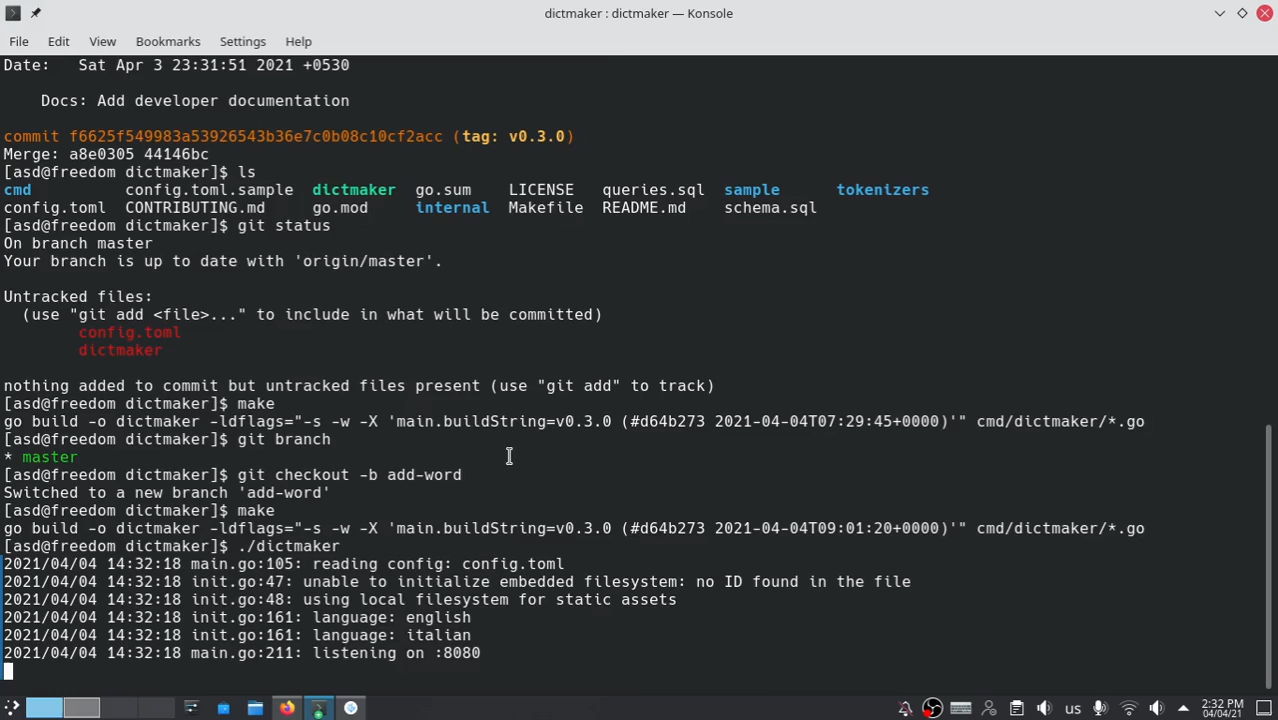 dictmaker : dictmaker — Konsole
File Edit View Bookmarks Settings Help
Date:   Sat Apr 3 23:31:51 2021 +0530
    Docs: Add developer documentation
commit f6625f549983a53926543b36e7c0b08c10cf2acc (tag: v0.3.0)
Merge: a8e0305 44146bc
[asd@freedom dictmaker]$ ls
cmd          config.toml.sample  dictmaker  go.sum    LICENSE   queries.sql  sample      tokenizers
config.toml  CONTRIBUTING.md     go.mod     internal  Makefile  README.md    schema.sql
[asd@freedom dictmaker]$ git status
On branch master
Your branch is up to date with 'origin/master'.
Untracked files:
  (use "git add <file>..." to include in what will be committed)
        config.toml
        dictmaker
nothing added to commit but untracked files present (use "git add" to track)
[asd@freedom dictmaker]$ make
go build -o dictmaker -ldflags="-s -w -X 'main.buildString=v0.3.0 (#d64b273 2021-04-04T07:29:45+0000)'" cmd/dictmaker/*.go
[asd@freedom dictmaker]$ git branch
* master
[asd@freedom dictmaker]$ git checkout -b add-word
Switched to a new branch 'add-word'
[asd@freedom dictmaker]$ make
go build -o dictmaker -ldflags="-s -w -X 'main.buildString=v0.3.0 (#d64b273 2021-04-04T09:01:20+0000)'" cmd/dictmaker/*.go
[asd@freedom dictmaker]$ ./dictmaker
2021/04/04 14:32:18 main.go:105: reading config: config.toml
2021/04/04 14:32:18 init.go:47: unable to initialize embedded filesystem: no ID found in the file
2021/04/04 14:32:18 init.go:48: using local filesystem for static assets
2021/04/04 14:32:18 init.go:161: language: english
2021/04/04 14:32:18 init.go:161: language: italian
2021/04/04 14:32:18 main.go:211: listening on :8080
us
2:32 PM
04/04/21